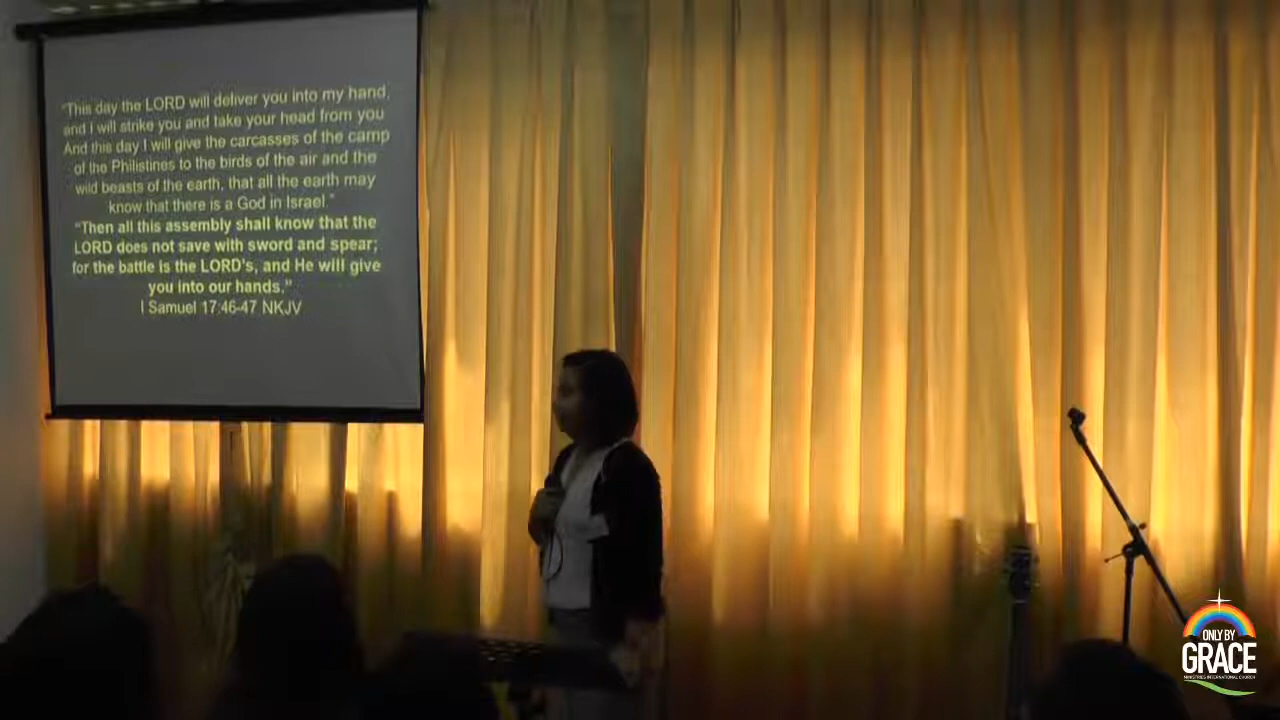 "This day the LORD will deliver you into my hand,
and I will strike you and take your head from you
And this day I will give the carcasses of the camp
of the Philistines to the birds of the air and the
wild beasts of the earth, that all the earth may
know that there is a God in Israel."
"Then all this assembly shall know that the
LORD does not save with sword and spear;
for the battle is the LORD's, and He will give
you into our hands."
I Samuel 17:46-47 NKJV
ONLY BY
GRACE
MINISTRIES INTERNATIONAL CHURCH